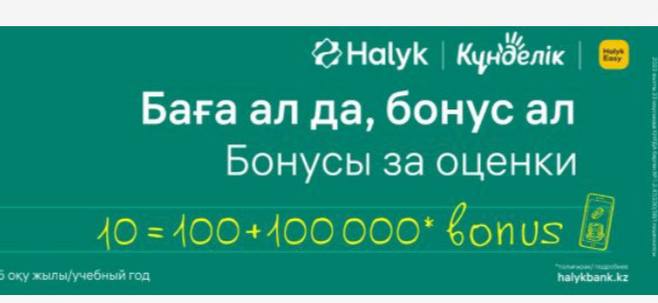 Halyk | Күнделік | Halyk Easy
Баға ал да, бонус ал
Бонусы за оценки
10 = 100 + 100 000* bonus
5 оқу жылы/учебный год
*толығырақ/подробнее
halykbank.kz